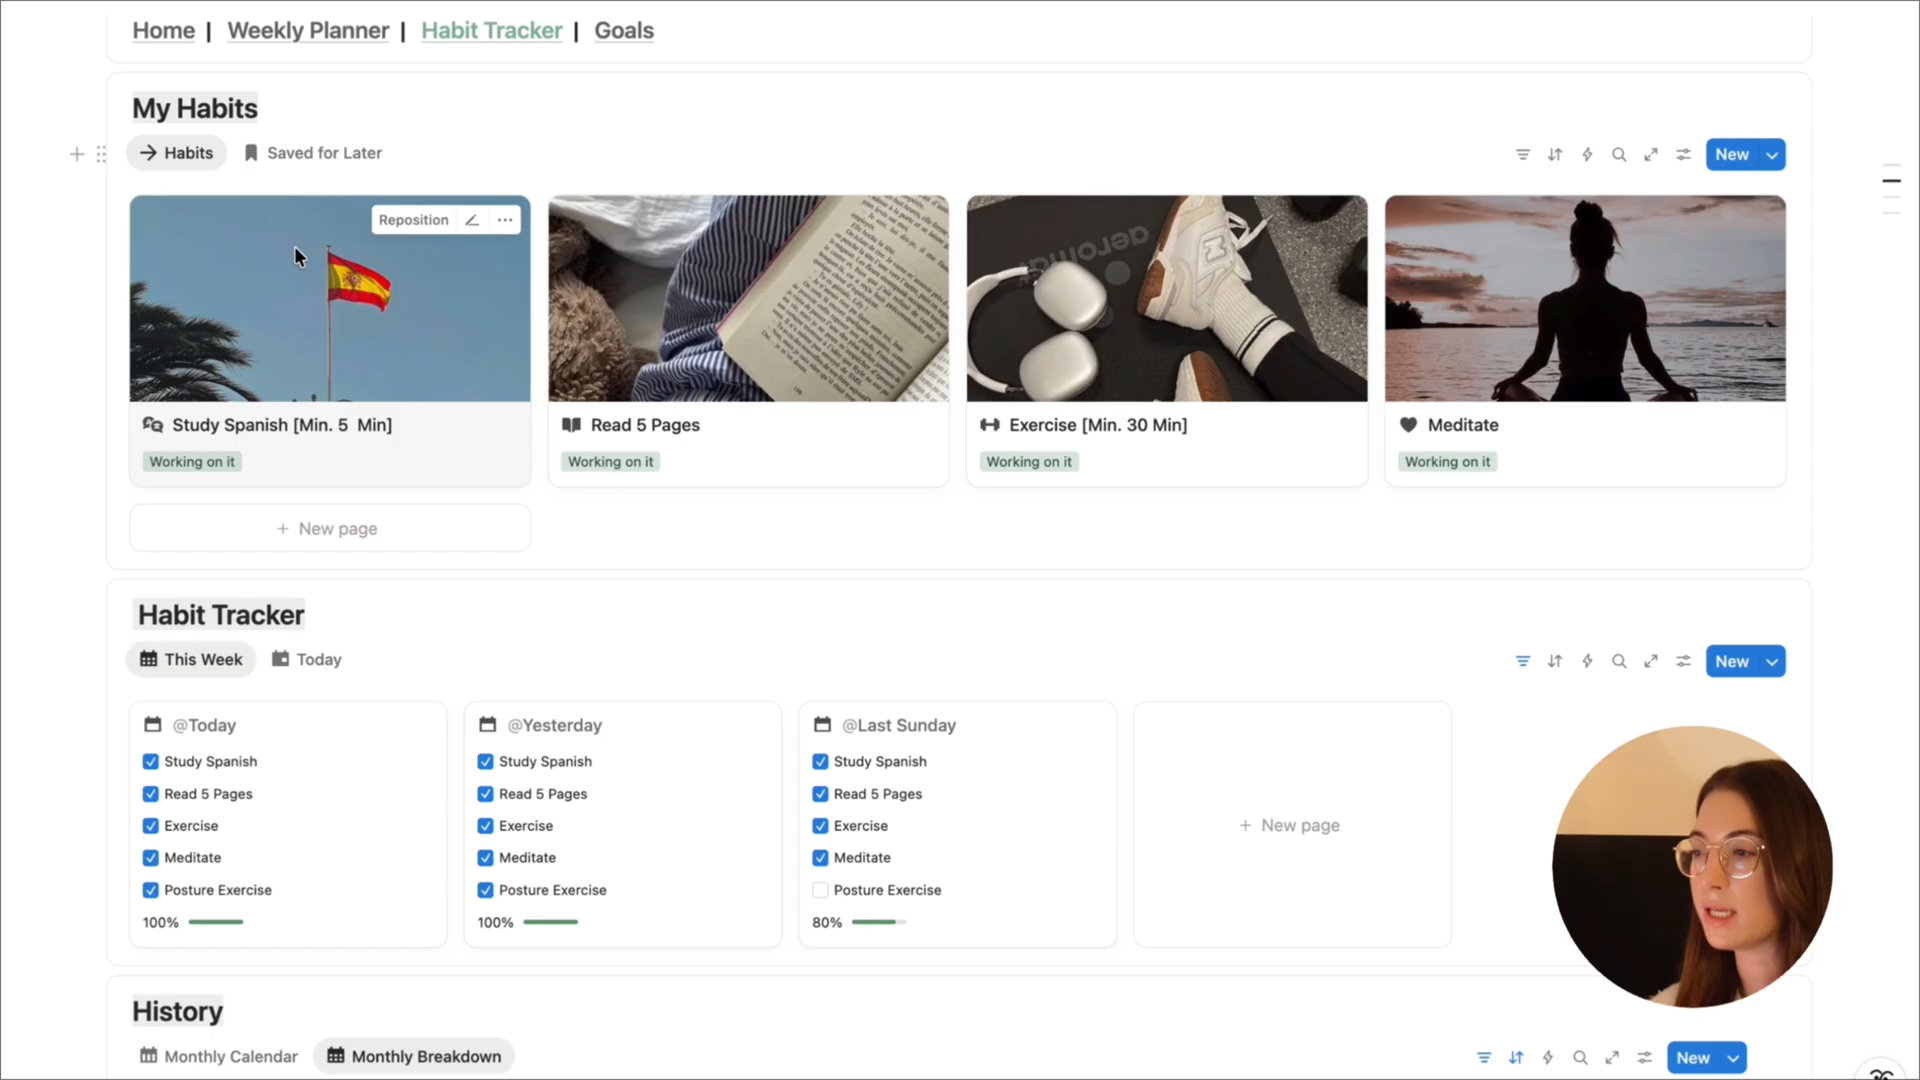 Home | Weekly Planner | Habit Tracker | Goals
My Habits
Habits Saved for Later New
Reposition
aeromat
Study Spanish [Min. 5 Min] Read 5 Pages Exercise [Min. 30 Min] Meditate
Working on it Working on it Working on it Working on it
+ New page
Habit Tracker
This Week Today New
@Today @Yesterday @Last Sunday
Study Spanish Study Spanish Study Spanish
Read 5 Pages Read 5 Pages Read 5 Pages
Exercise Exercise Exercise
+ New page
Meditate Meditate Meditate
Posture Exercise Posture Exercise Posture Exercise
100% 100% 80%
History
Monthly Calendar Monthly Breakdown New